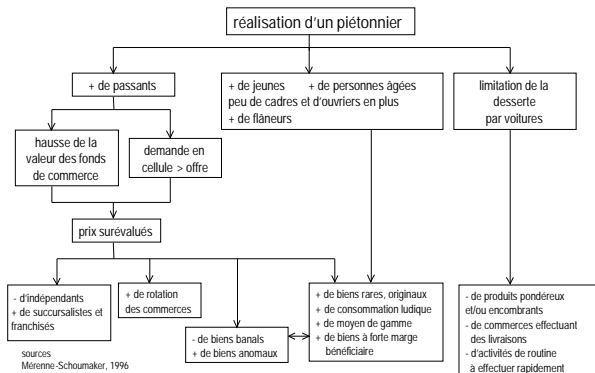 réalisation d'un piétonnier
+ de passants
+ de jeunes + de personnes âgées
peu de cadres et d'ouvriers en plus
+ de flâneurs
limitation de la
desserte
par voitures
hausse de la
valeur des fonds
de commerce
demande en
cellule > offre
prix surévalués
- d'indépendants
+ de succursalistes et
franchisés
+ de rotation
des commerces
- de biens banals
+ de biens anomaux
+ de biens rares, originaux
+ de consommation ludique
+ de moyen de gamme
+ de biens à forte marge
bénéficiaire
- de produits pondéreux
et/ou encombrants
- de commerces effectuant
des livraisons
- d'activités de routine
à effectuer rapidement
sources
Mérenne-Schoumaker, 1996